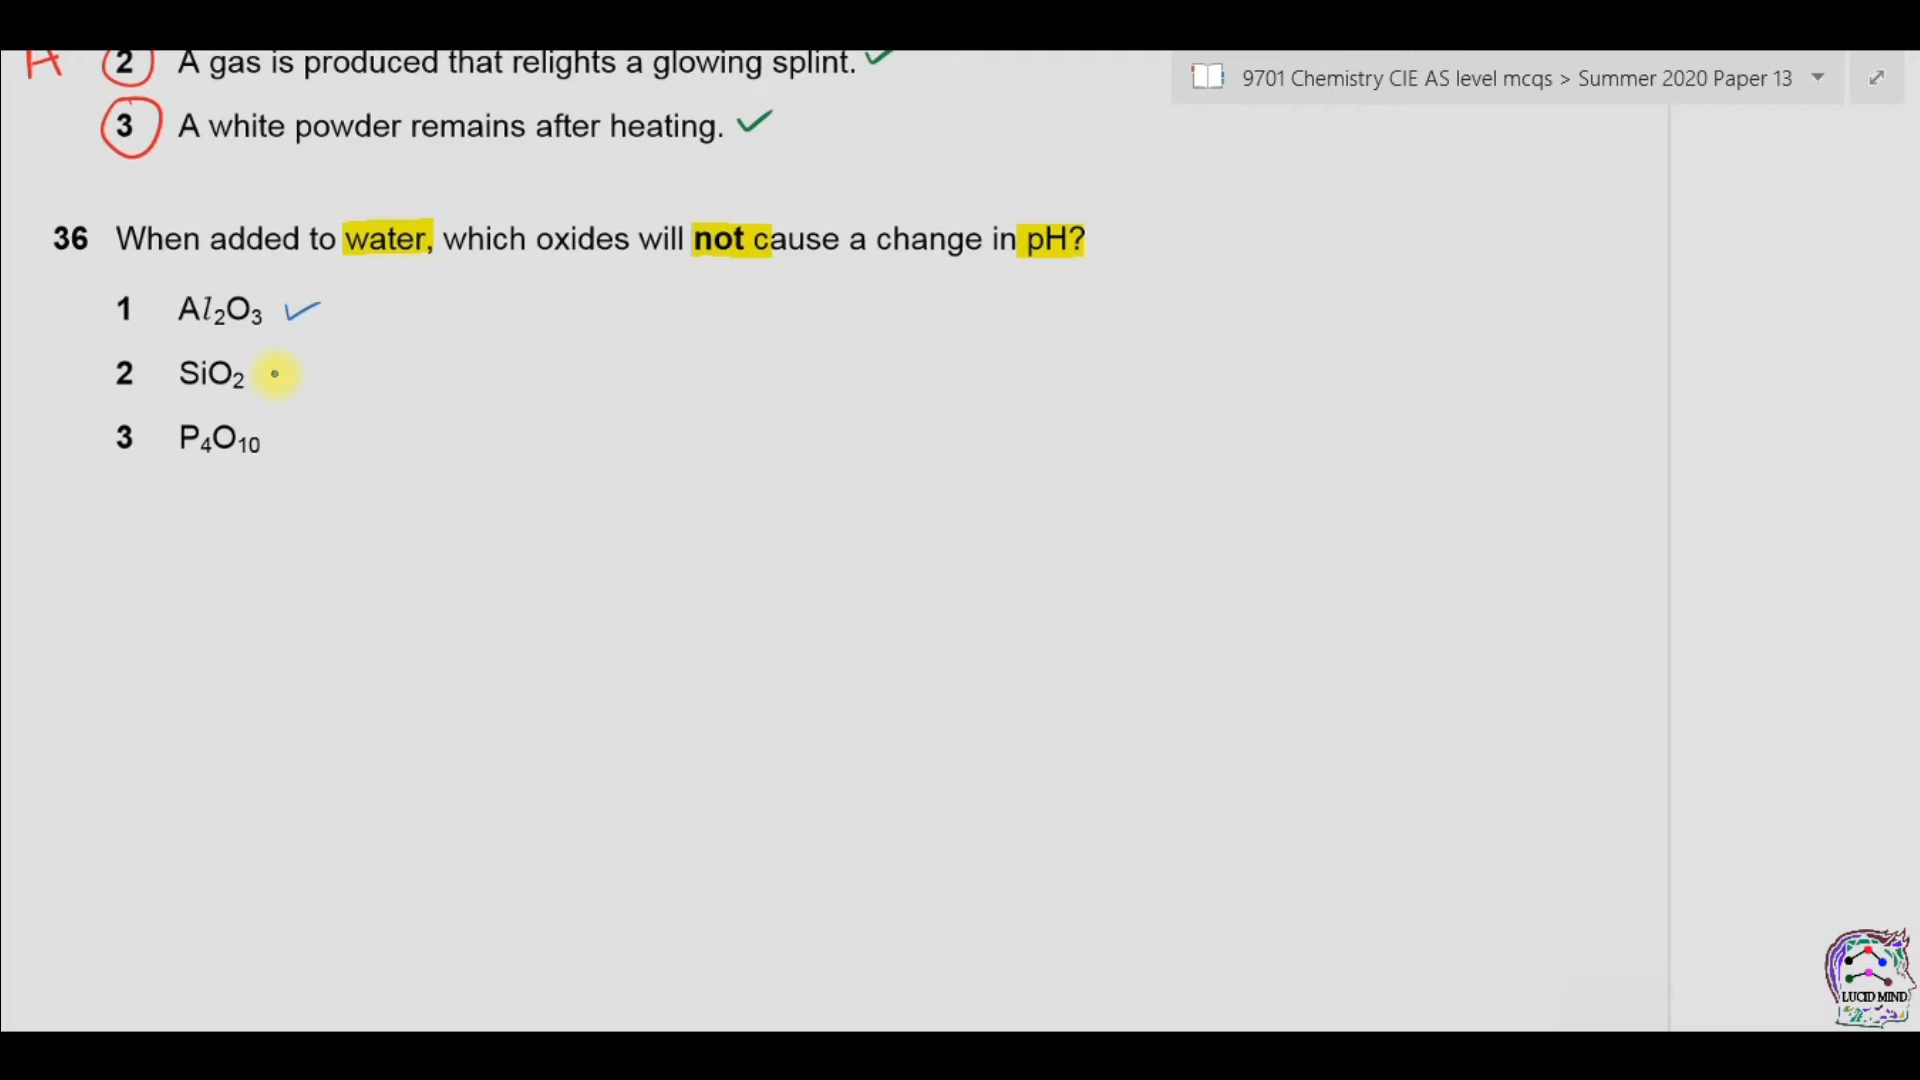 A 2 A gas is produced that relights a glowing splint.
9701 Chemistry CIE AS level mcqs > Summer 2020 Paper 13
3 A white powder remains after heating.
36 When added to water, which oxides will not cause a change in pH?
1 Al₂O₃
2 SiO₂
3 P₄O₁₀
LUCID MIND